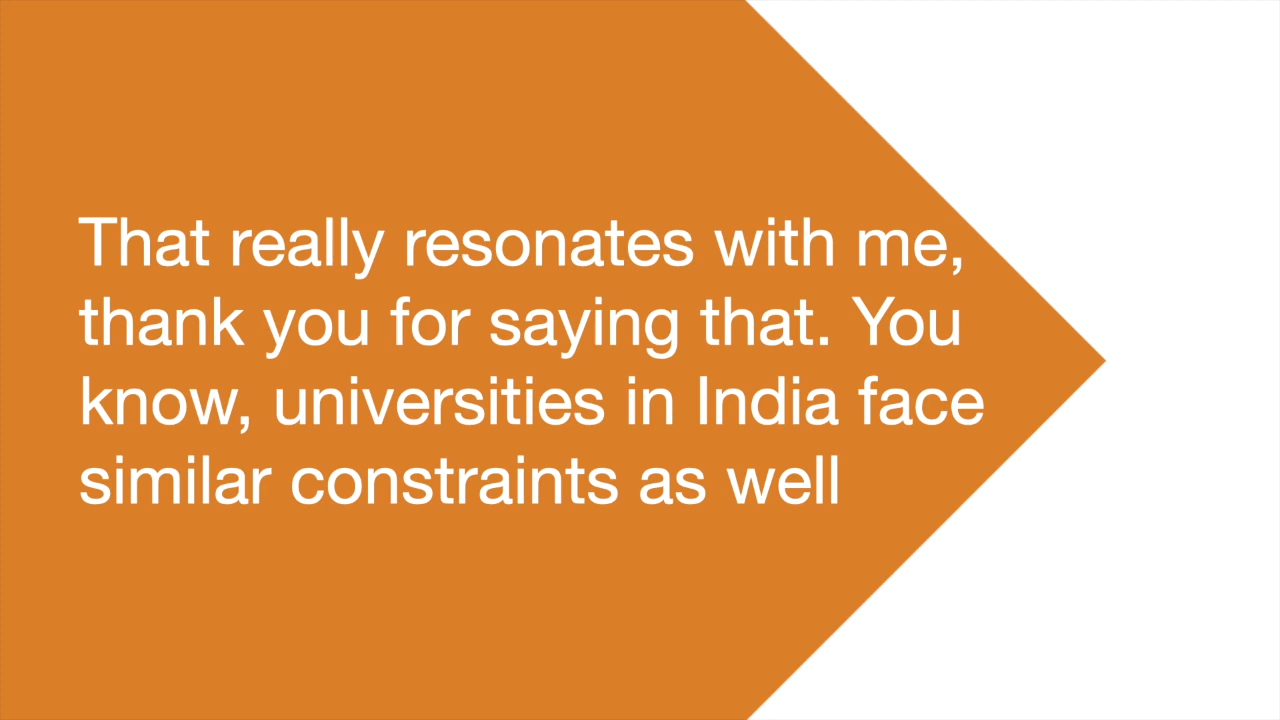 That really resonates with me,
thank you for saying that. You
know, universities in India face
similar constraints as well